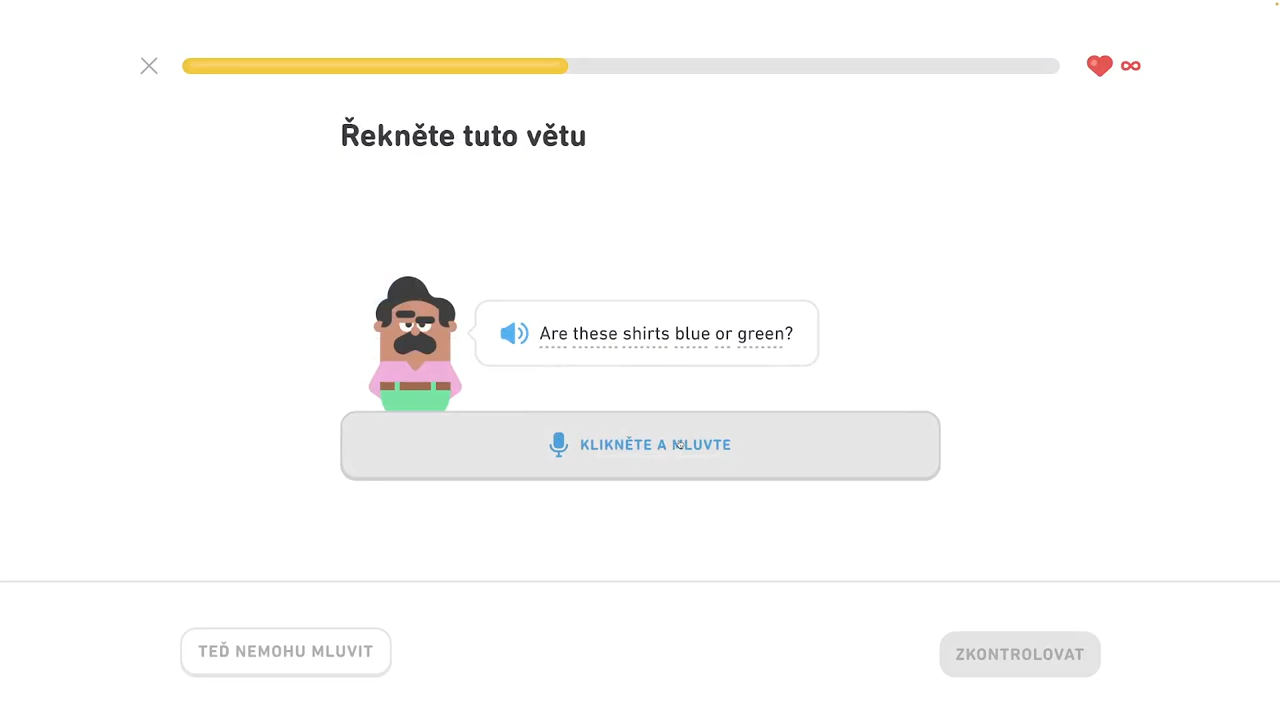 ∞
Řekněte tuto větu
Are these shirts blue or green?
KLIKNĚTE A MLUVTE
TEĎ NEMOHU MLUVIT
ZKONTROLOVAT